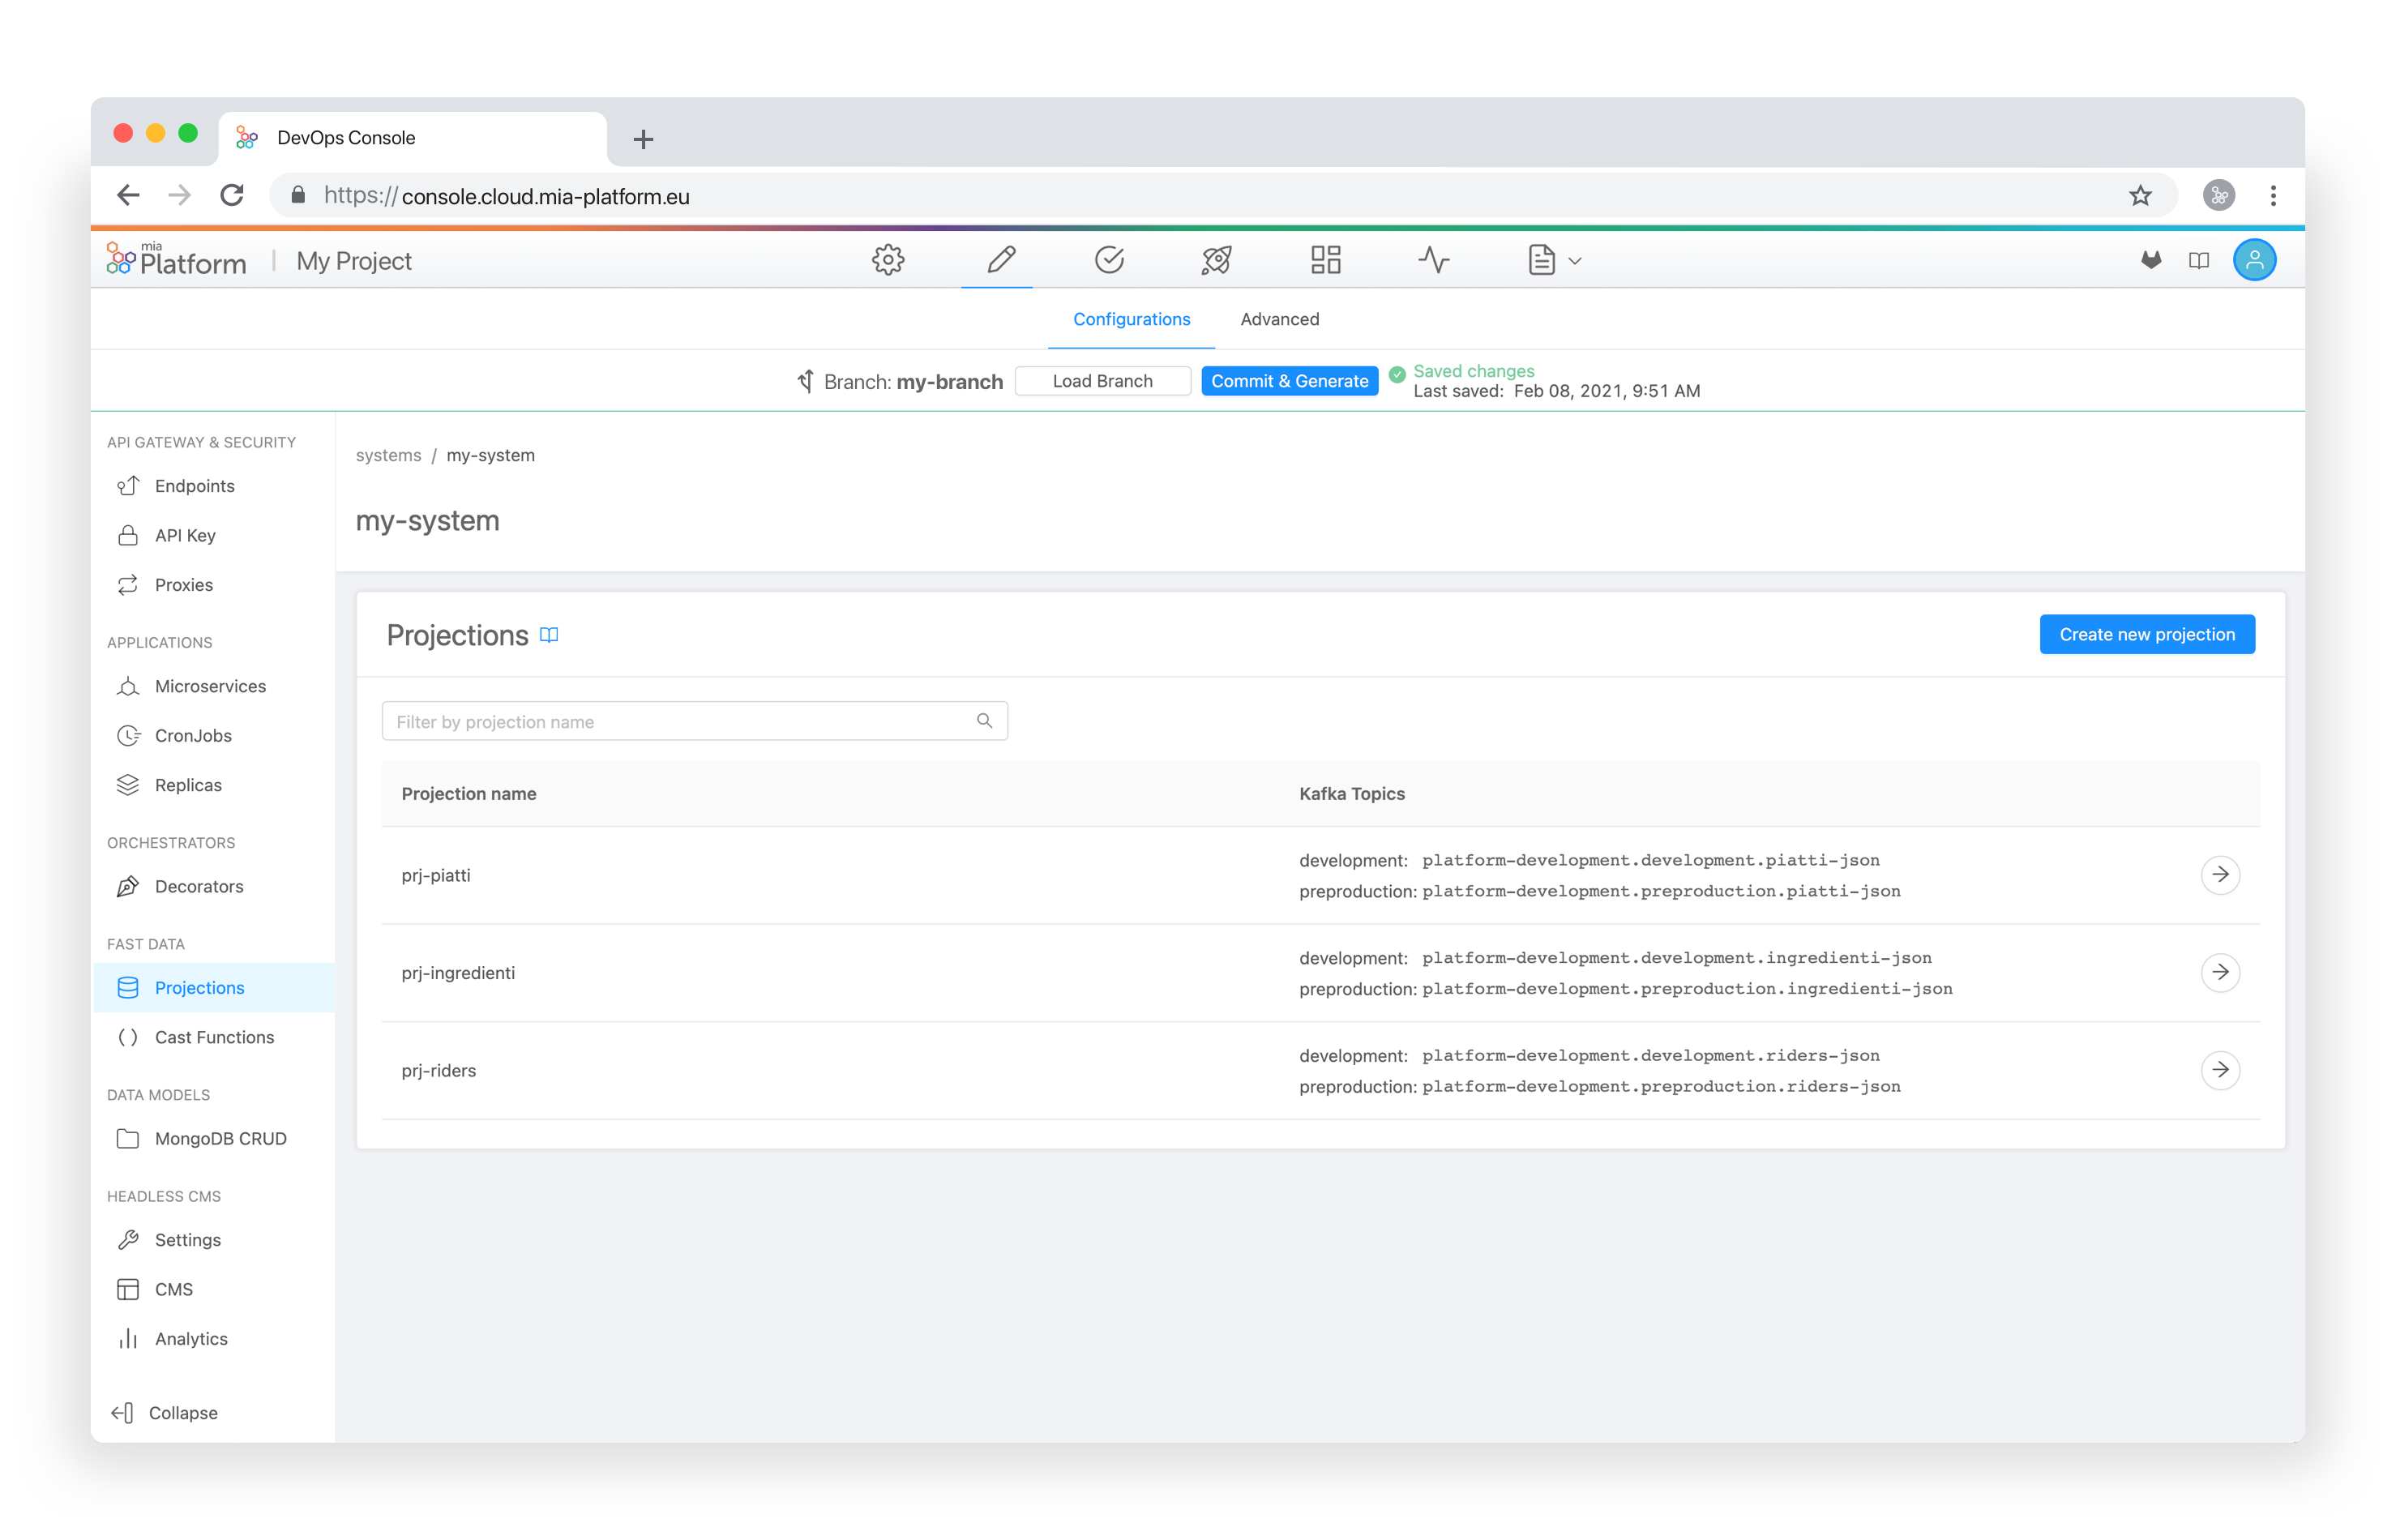 DevOps Console
https://console.cloud.mia-platform.eu
mia
Platform
My Project
Configurations
Advanced
Branch: my-branch
Load Branch
Commit & Generate
Saved changes
Last saved: Feb 08, 2021, 9:51 AM
API GATEWAY & SECURITY
Endpoints
API Key
Proxies
APPLICATIONS
Microservices
CronJobs
Replicas
ORCHESTRATORS
Decorators
FAST DATA
Projections
Cast Functions
DATA MODELS
MongoDB CRUD
HEADLESS CMS
Settings
CMS
Analytics
Collapse
systems / my-system
my-system
Projections
Create new projection
Filter by projection name
Projection name
Kafka Topics
prj-piatti
development: platform-development.development.piatti-json
preproduction: platform-development.preproduction.piatti-json
prj-ingredienti
development: platform-development.development.ingredienti-json
preproduction: platform-development.preproduction.ingredienti-json
prj-riders
development: platform-development.development.riders-json
preproduction: platform-development.preproduction.riders-json